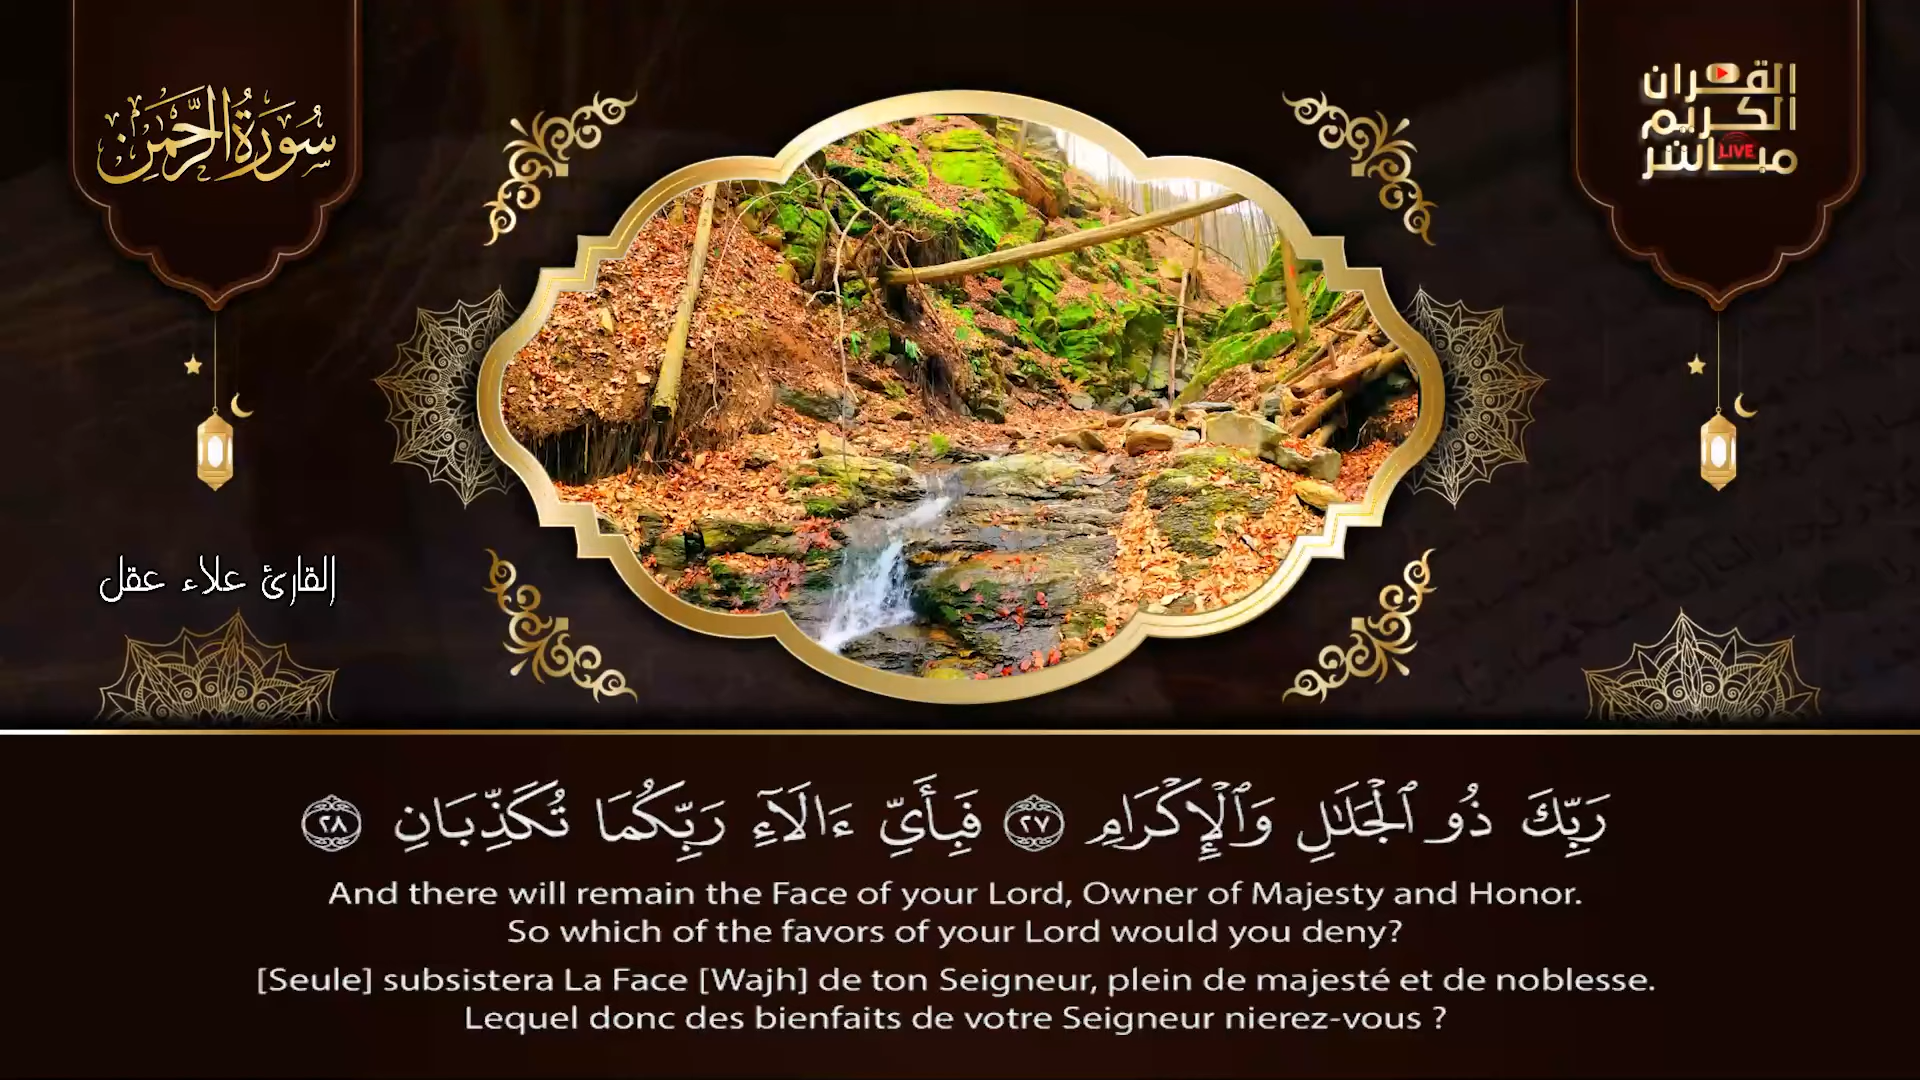 سُورَةُ الرَّحْمَٰن
القرآن
الكريم
مباشر
LIVE
القارئ علاء عقل
رَبِّكَ ذُو ٱلْجَلَٰلِ وَٱلْإِكْرَامِ ٢٧ فَبِأَىِّ ءَالَآءِ رَبِّكُمَا تُكَذِّبَانِ ٢٨
And there will remain the Face of your Lord, Owner of Majesty and Honor.
So which of the favors of your Lord would you deny?
[Seule] subsistera La Face [Wajh] de ton Seigneur, plein de majesté et de noblesse.
Lequel donc des bienfaits de votre Seigneur nierez-vous ?